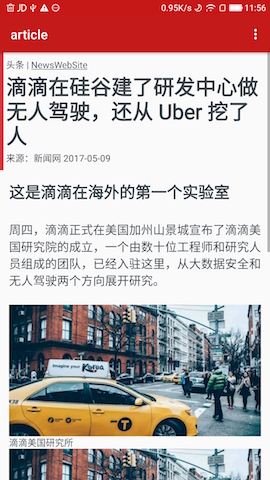 JD 0.95K/s 11:56
article
头条 | NewsWebSite
滴滴在硅谷建了研发中心做
无人驾驶，还从 Uber 挖了
人
来源：新闻网 2017-05-09
这是滴滴在海外的第一个实验室
周四，滴滴正式在美国加州山景城宣布了滴滴美
国研究院的成立，一个由数十位工程师和研究人
员组成的团队，已经入驻这里，从大数据安全和
无人驾驶两个方向展开研究。
Imagine your Korea
T
滴滴美国研究所